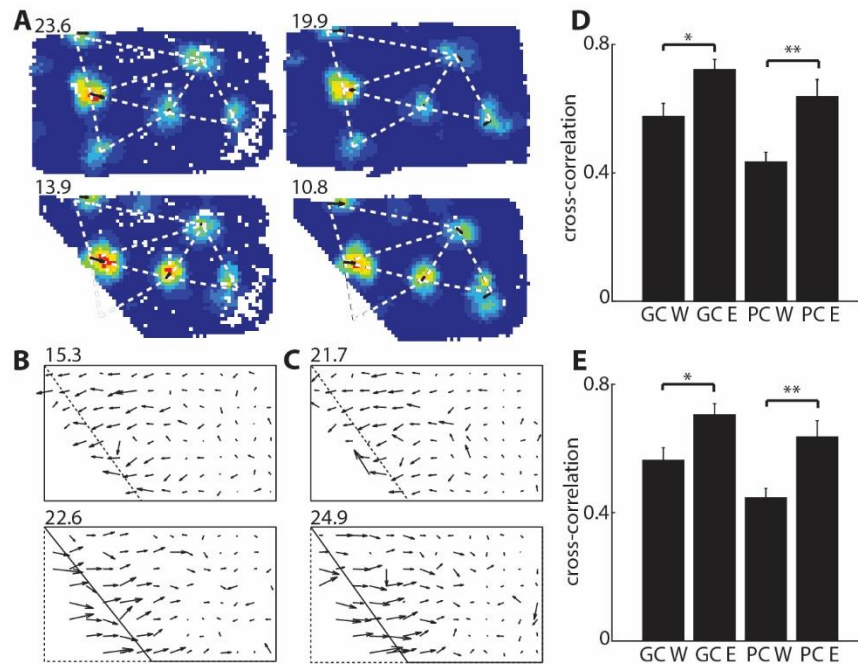 A
23.6
19.9
13.9
10.8
B
15.3
C
21.7
22.6
24.9
D
0.8
0.4
0
cross-correlation
*
**
GC W GC E PC W PC E
E
0.8
0.4
0
cross-correlation
*
**
GC W GC E PC W PC E